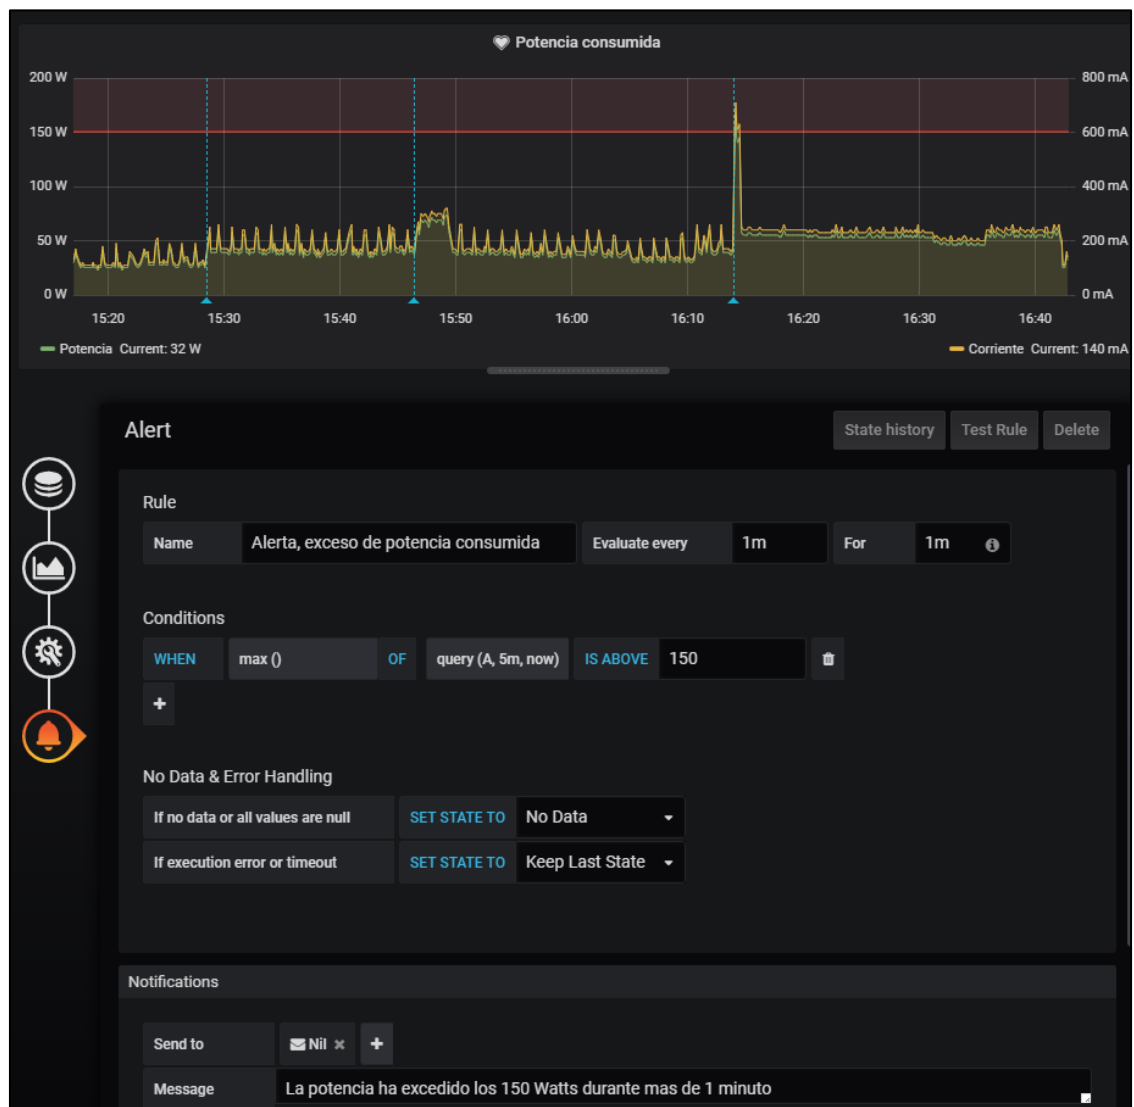 Potencia consumida
200 W
800 mA
150 W
600 mA
100 W
400 mA
50 W
200 mA
0 W
0 mA
15:20 15:30 15:40 15:50 16:00 16:10 16:20 16:30 16:40
Potencia Current: 32 W
Corriente Current: 140 mA
Alert
State history Test Rule Delete
Rule
Name Alerta, exceso de potencia consumida Evaluate every 1m For 1m
Conditions
WHEN max () OF query (A, 5m, now) IS ABOVE 150
+
No Data & Error Handling
If no data or all values are null SET STATE TO No Data
If execution error or timeout SET STATE TO Keep Last State
Notifications
Send to Nil × +
Message La potencia ha excedido los 150 Watts durante mas de 1 minuto